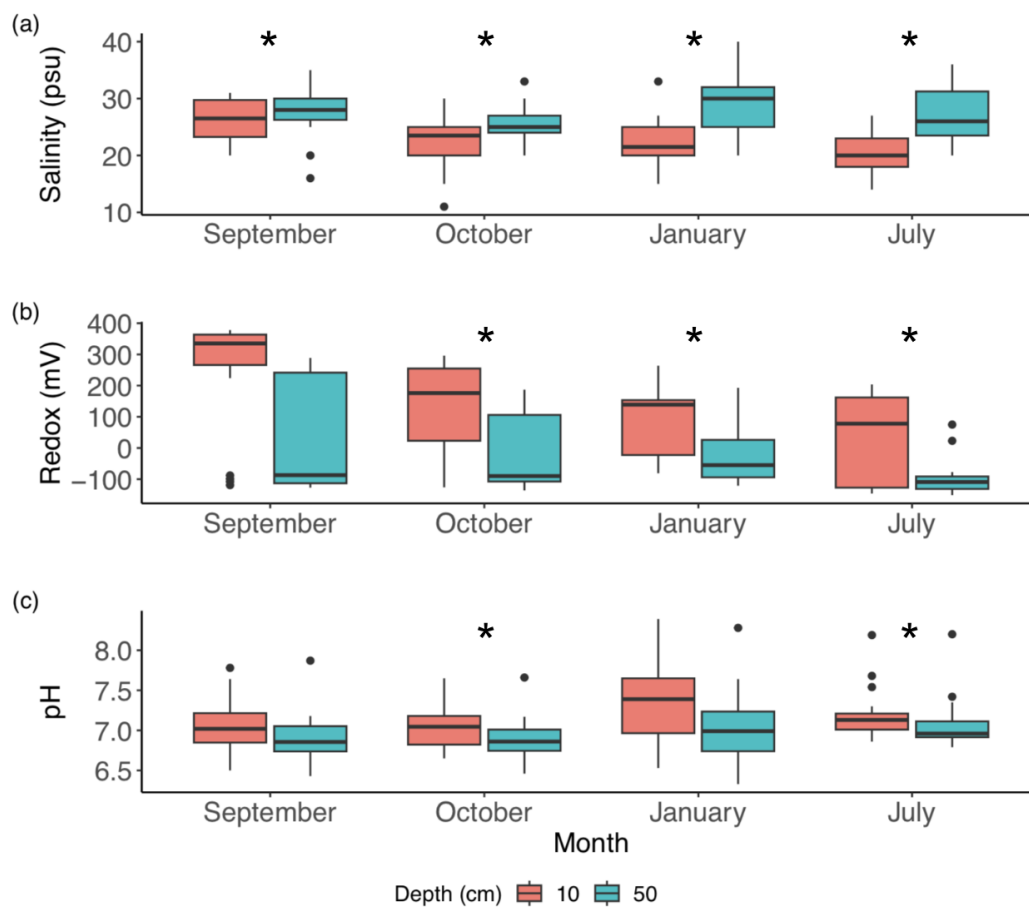 (a)
* * * *
Salinity (psu)
40
30
20
10
September October January July
(b)
* * *
Redox (mV)
400
300
200
100
0
−100
September October January July
(c)
* *
pH
8.0
7.5
7.0
6.5
September October January July
Month
Depth (cm) 10 50